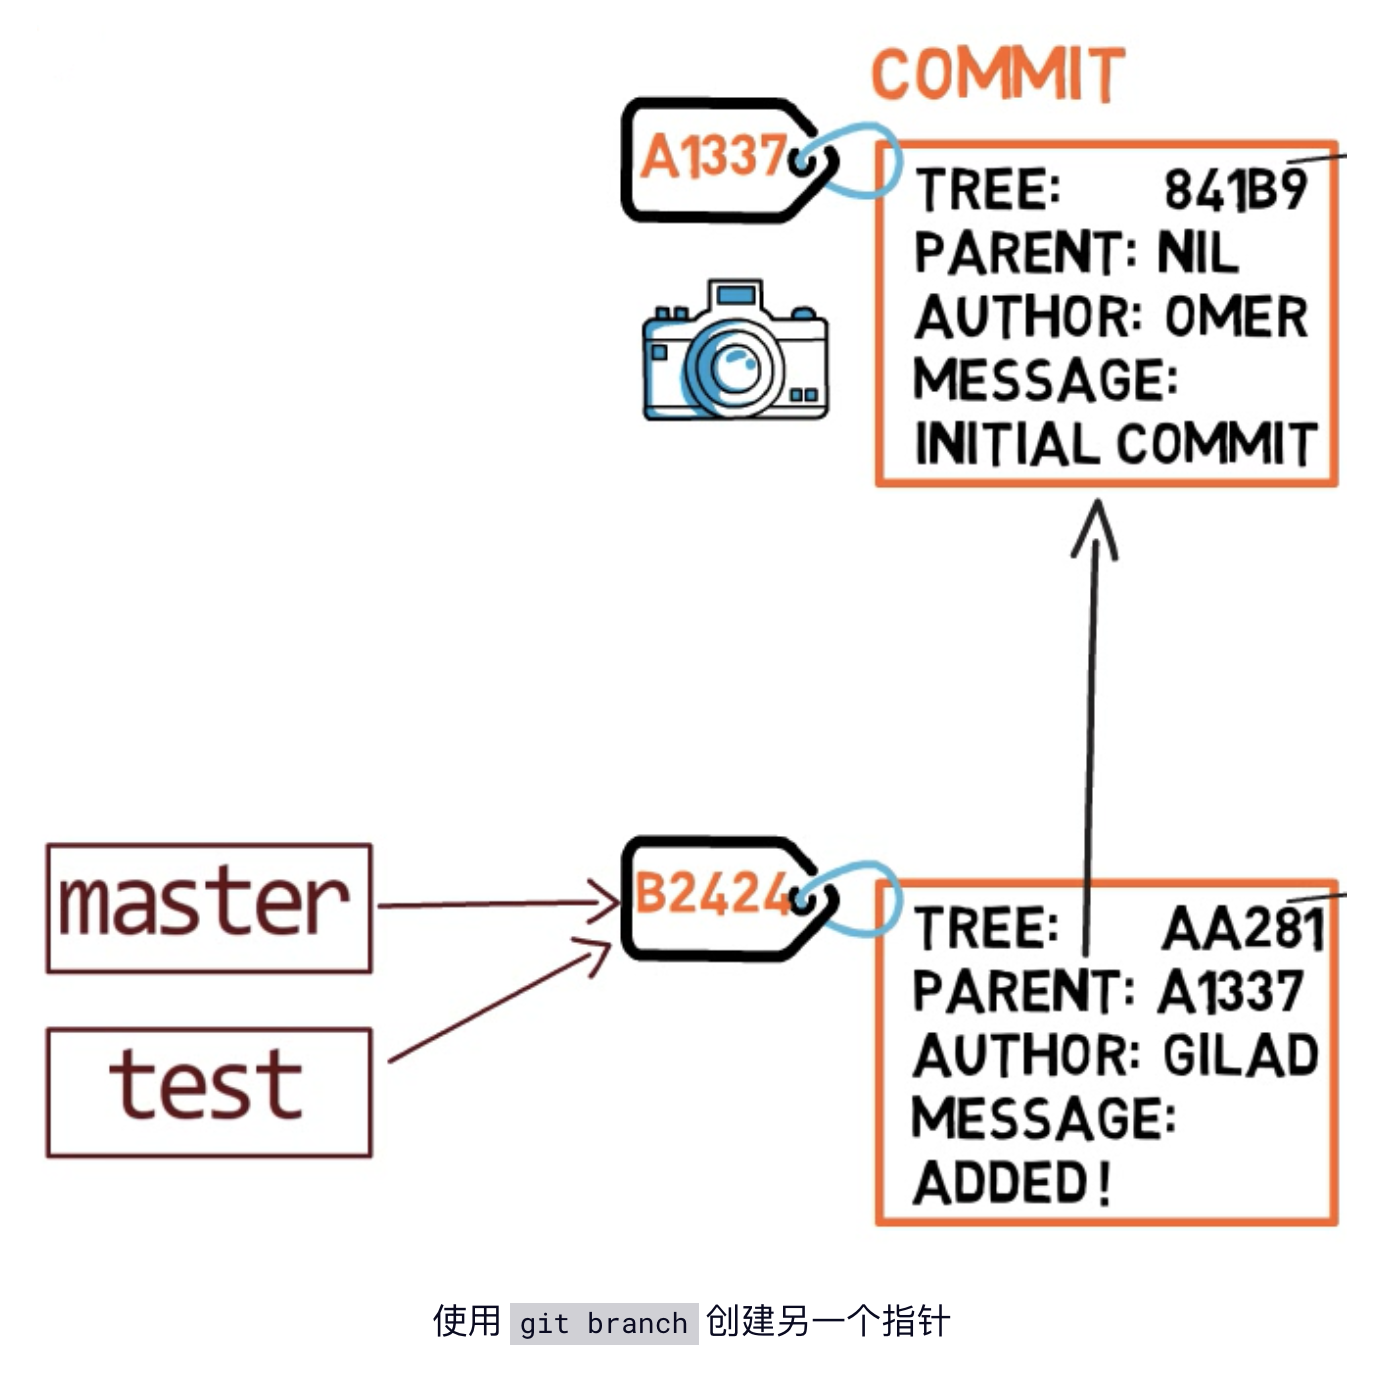 COMMIT
A1337
TREE: 841B9
PARENT: NIL
AUTHOR: OMER
MESSAGE:
INITIAL COMMIT
master
test
B2424
TREE: AA281
PARENT: A1337
AUTHOR: GILAD
MESSAGE:
ADDED!
使用 git branch 创建另一个指针